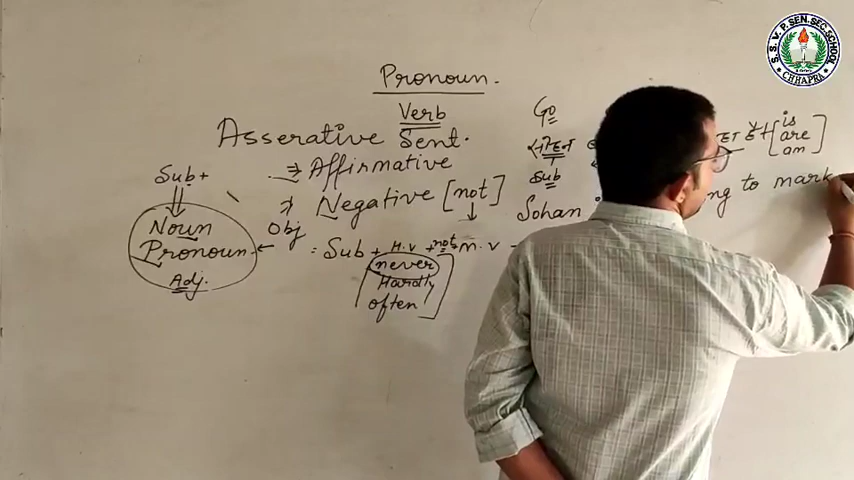 Pronoun.
Verb
Asserative Sent.
Sub +
⇒ Affirmative
⇒ Negative [not]
Noun
Pronoun
Adj.
Obj
= Sub + H.V + not + M.V
never
Hardly
often
Go
Sub
Sohan
is
are
am
ng to mark
S. S. V. P. SEN. SEC. SCHOOL
CHHAPRA